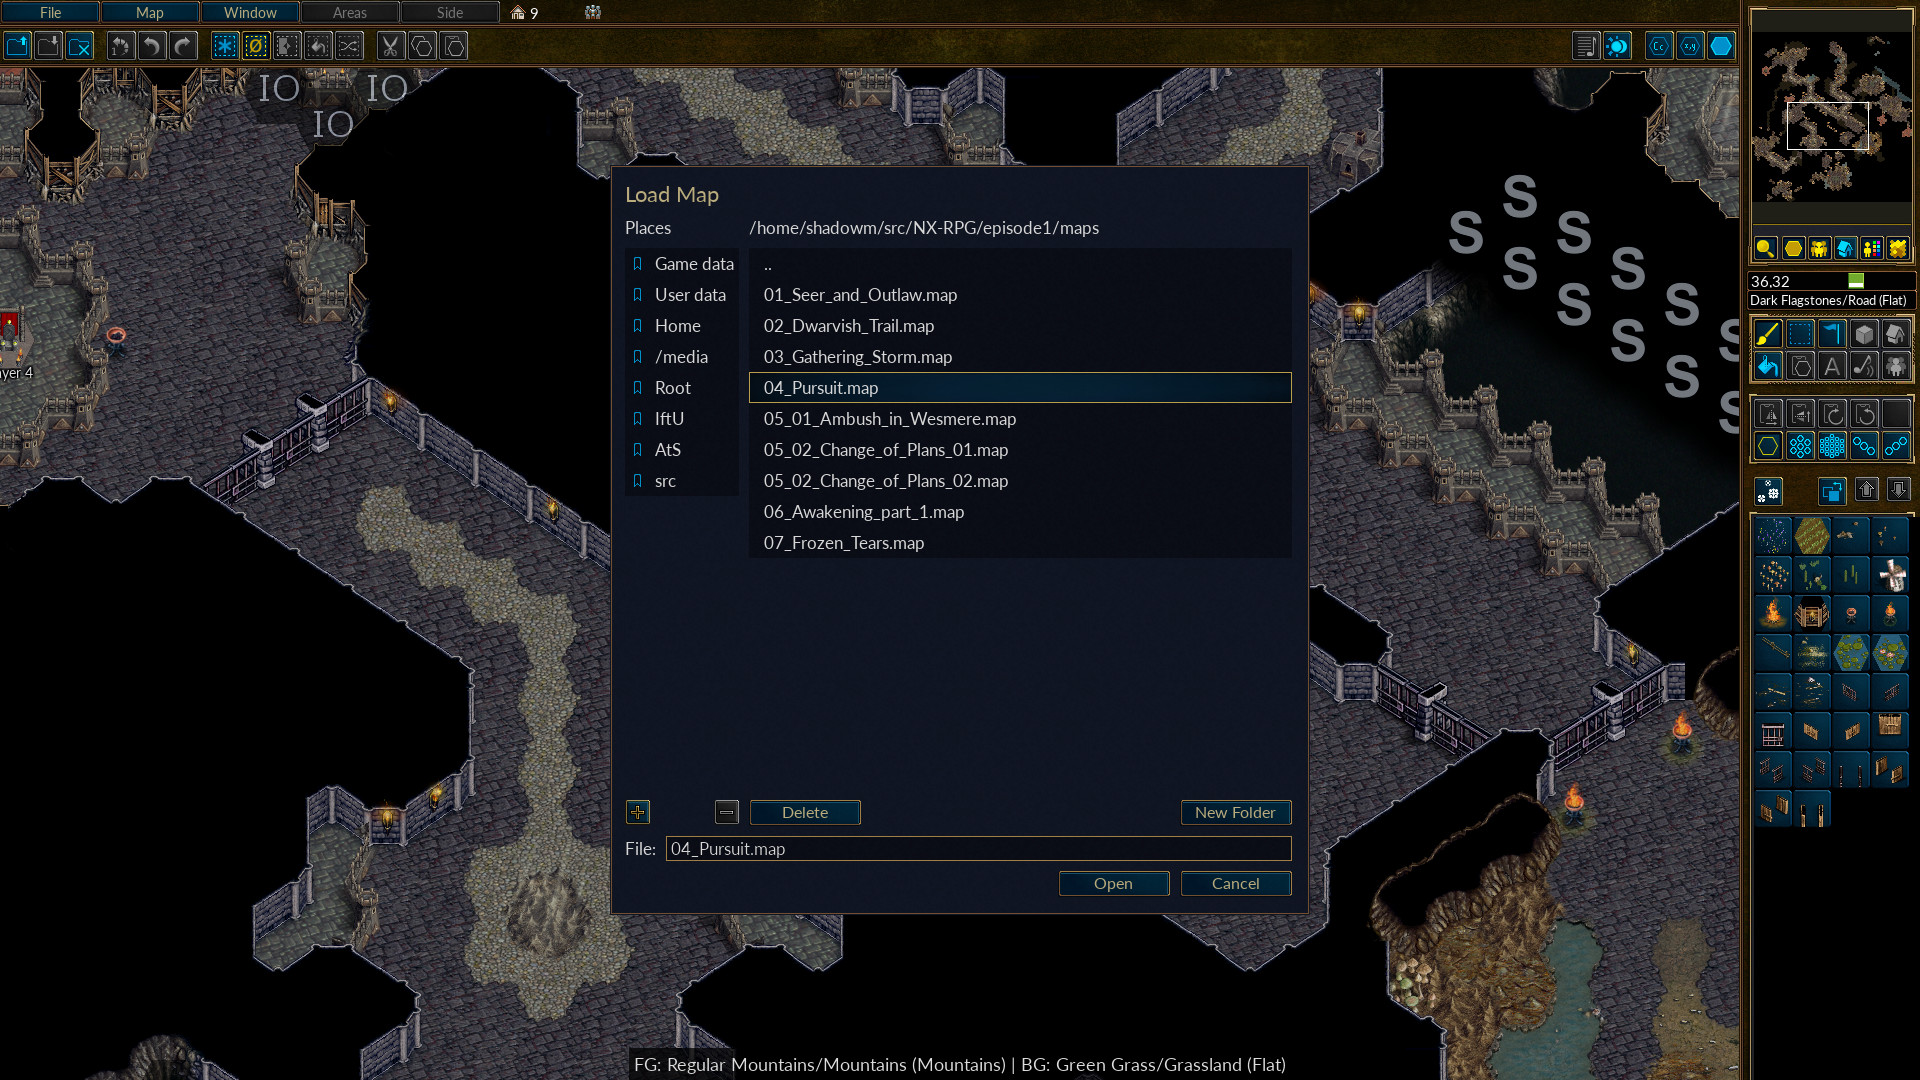 File Map Window Areas Side 9
IO IO
IO
Load Map
Places /home/shadowm/src/NX-RPG/episode1/maps
Game data
User data
Home
/media
Root
IftU
AtS
src
..
01_Seer_and_Outlaw.map
02_Dwarvish_Trail.map
03_Gathering_Storm.map
04_Pursuit.map
05_01_Ambush_in_Wesmere.map
05_02_Change_of_Plans_01.map
05_02_Change_of_Plans_02.map
06_Awakening_part_1.map
07_Frozen_Tears.map
Delete New Folder
File: 04_Pursuit.map
Open Cancel
S
S S
S S
S S
S S
S S
Cc x,y
36,32
Dark Flagstones/Road (Flat)
A
yer 4
FG: Regular Mountains/Mountains (Mountains) | BG: Green Grass/Grassland (Flat)